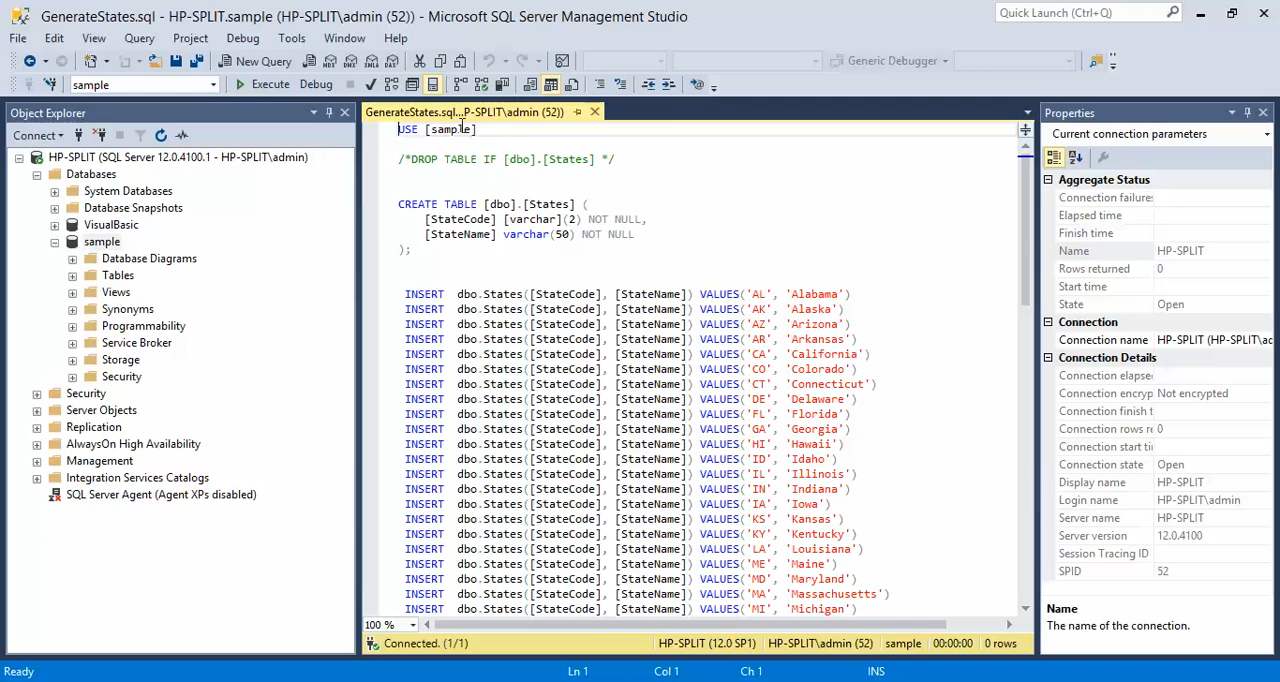 GenerateStates.sql - HP-SPLIT.sample (HP-SPLIT\admin (52)) - Microsoft SQL Server Management Studio
Quick Launch (Ctrl+Q)
File Edit View Query Project Debug Tools Window Help
New Query
Generic Debugger
sample
Execute Debug
Object Explorer
Connect
HP-SPLIT (SQL Server 12.0.4100.1 - HP-SPLIT\admin)
Databases
System Databases
Database Snapshots
VisualBasic
sample
Database Diagrams
Tables
Views
Synonyms
Programmability
Service Broker
Storage
Security
Security
Server Objects
Replication
AlwaysOn High Availability
Management
Integration Services Catalogs
SQL Server Agent (Agent XPs disabled)
GenerateStates.sql...P-SPLIT\admin (52))
USE [sample]
/*DROP TABLE IF [dbo].[States] */
CREATE TABLE [dbo].[States] (
[StateCode] [varchar](2) NOT NULL,
[StateName] varchar(50) NOT NULL
);
INSERT dbo.States([StateCode], [StateName]) VALUES('AL', 'Alabama')
INSERT dbo.States([StateCode], [StateName]) VALUES('AK', 'Alaska')
INSERT dbo.States([StateCode], [StateName]) VALUES('AZ', 'Arizona')
INSERT dbo.States([StateCode], [StateName]) VALUES('AR', 'Arkansas')
INSERT dbo.States([StateCode], [StateName]) VALUES('CA', 'California')
INSERT dbo.States([StateCode], [StateName]) VALUES('CO', 'Colorado')
INSERT dbo.States([StateCode], [StateName]) VALUES('CT', 'Connecticut')
INSERT dbo.States([StateCode], [StateName]) VALUES('DE', 'Delaware')
INSERT dbo.States([StateCode], [StateName]) VALUES('FL', 'Florida')
INSERT dbo.States([StateCode], [StateName]) VALUES('GA', 'Georgia')
INSERT dbo.States([StateCode], [StateName]) VALUES('HI', 'Hawaii')
INSERT dbo.States([StateCode], [StateName]) VALUES('ID', 'Idaho')
INSERT dbo.States([StateCode], [StateName]) VALUES('IL', 'Illinois')
INSERT dbo.States([StateCode], [StateName]) VALUES('IN', 'Indiana')
INSERT dbo.States([StateCode], [StateName]) VALUES('IA', 'Iowa')
INSERT dbo.States([StateCode], [StateName]) VALUES('KS', 'Kansas')
INSERT dbo.States([StateCode], [StateName]) VALUES('KY', 'Kentucky')
INSERT dbo.States([StateCode], [StateName]) VALUES('LA', 'Louisiana')
INSERT dbo.States([StateCode], [StateName]) VALUES('ME', 'Maine')
INSERT dbo.States([StateCode], [StateName]) VALUES('MD', 'Maryland')
INSERT dbo.States([StateCode], [StateName]) VALUES('MA', 'Massachusetts')
INSERT dbo.States([StateCode], [StateName]) VALUES('MI', 'Michigan')
100 %
Connected. (1/1) HP-SPLIT (12.0 SP1) HP-SPLIT\admin (52) sample 00:00:00 0 rows
Properties
Current connection parameters
Aggregate Status
Connection failures
Elapsed time
Finish time
Name HP-SPLIT
Rows returned 0
Start time
State Open
Connection
Connection name HP-SPLIT (HP-SPLIT\ac
Connection Details
Connection elapse
Connection encryp Not encrypted
Connection finish t
Connection rows re 0
Connection start ti
Connection state Open
Display name HP-SPLIT
Login name HP-SPLIT\admin
Server name HP-SPLIT
Server version 12.0.4100
Session Tracing ID
SPID 52
Name
The name of the connection.
Ready Ln 1 Col 1 Ch 1 INS